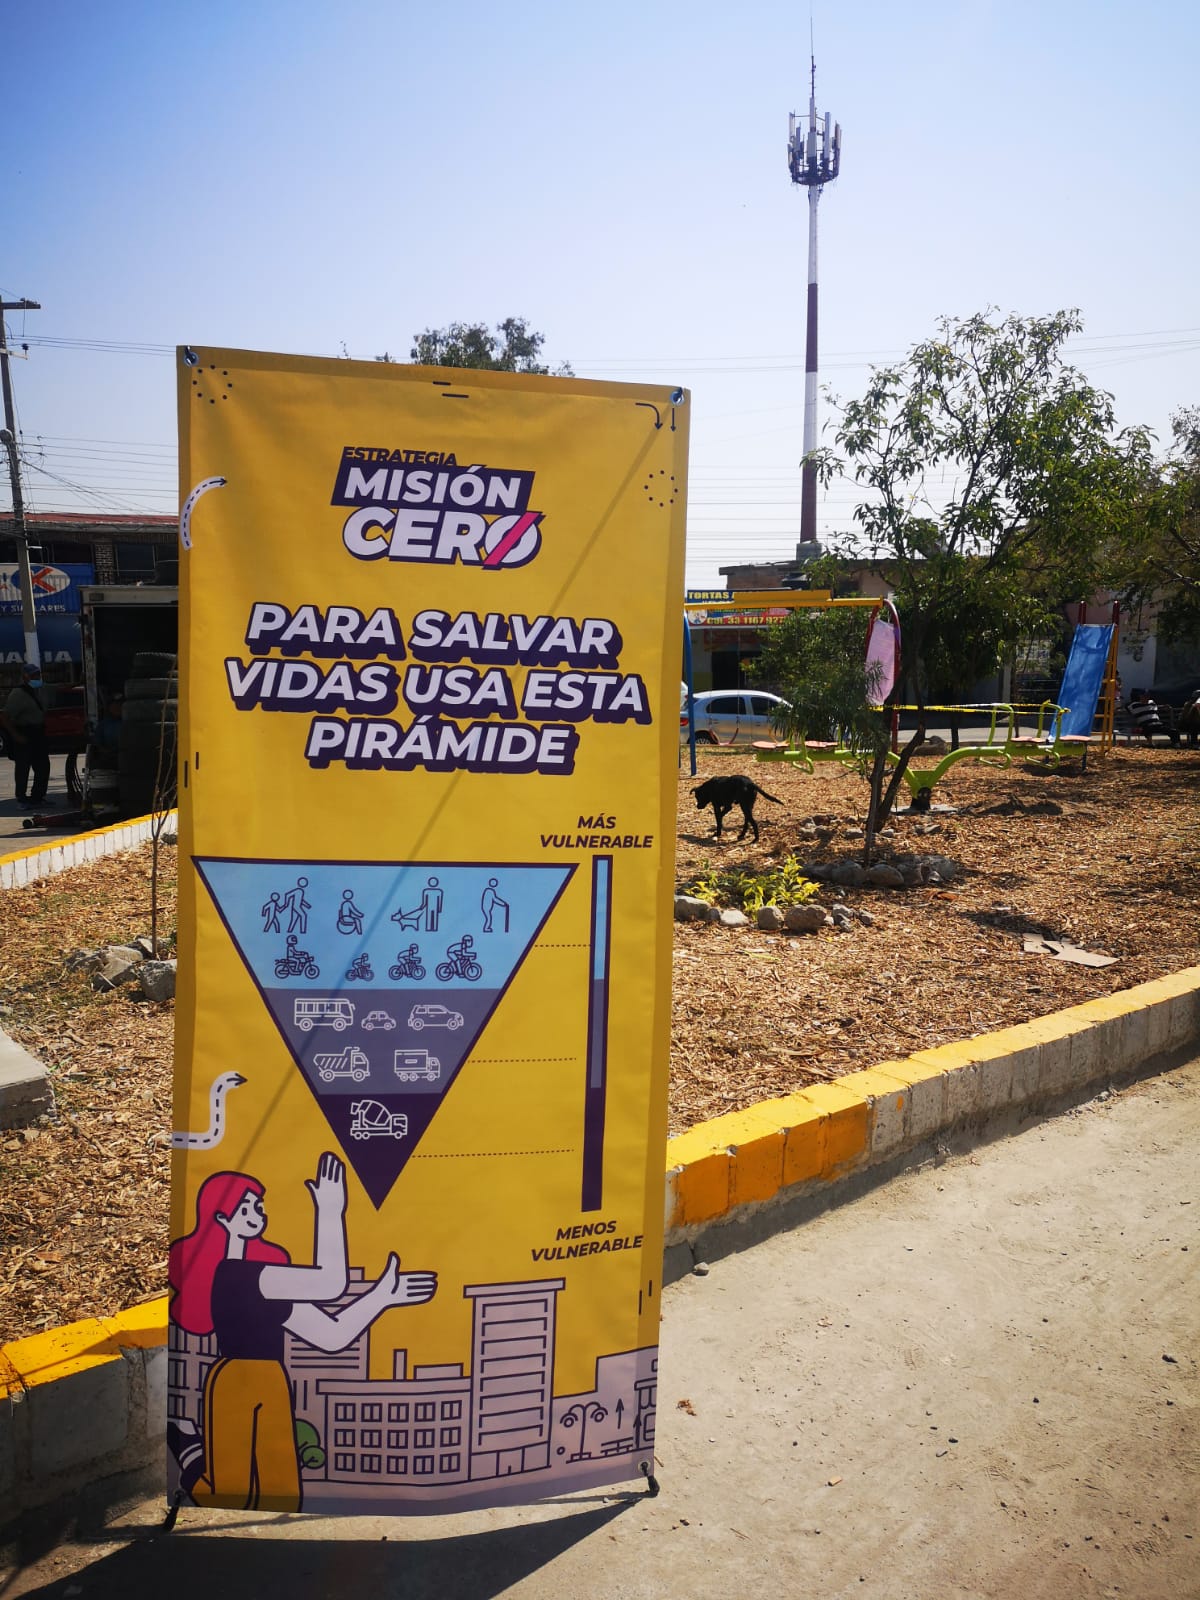 ESTRATEGIA
MISIÓN
CERO
PARA SALVAR
VIDAS USA ESTA
PIRÁMIDE
MÁS
VULNERABLE
MENOS
VULNERABLE
TORTAS